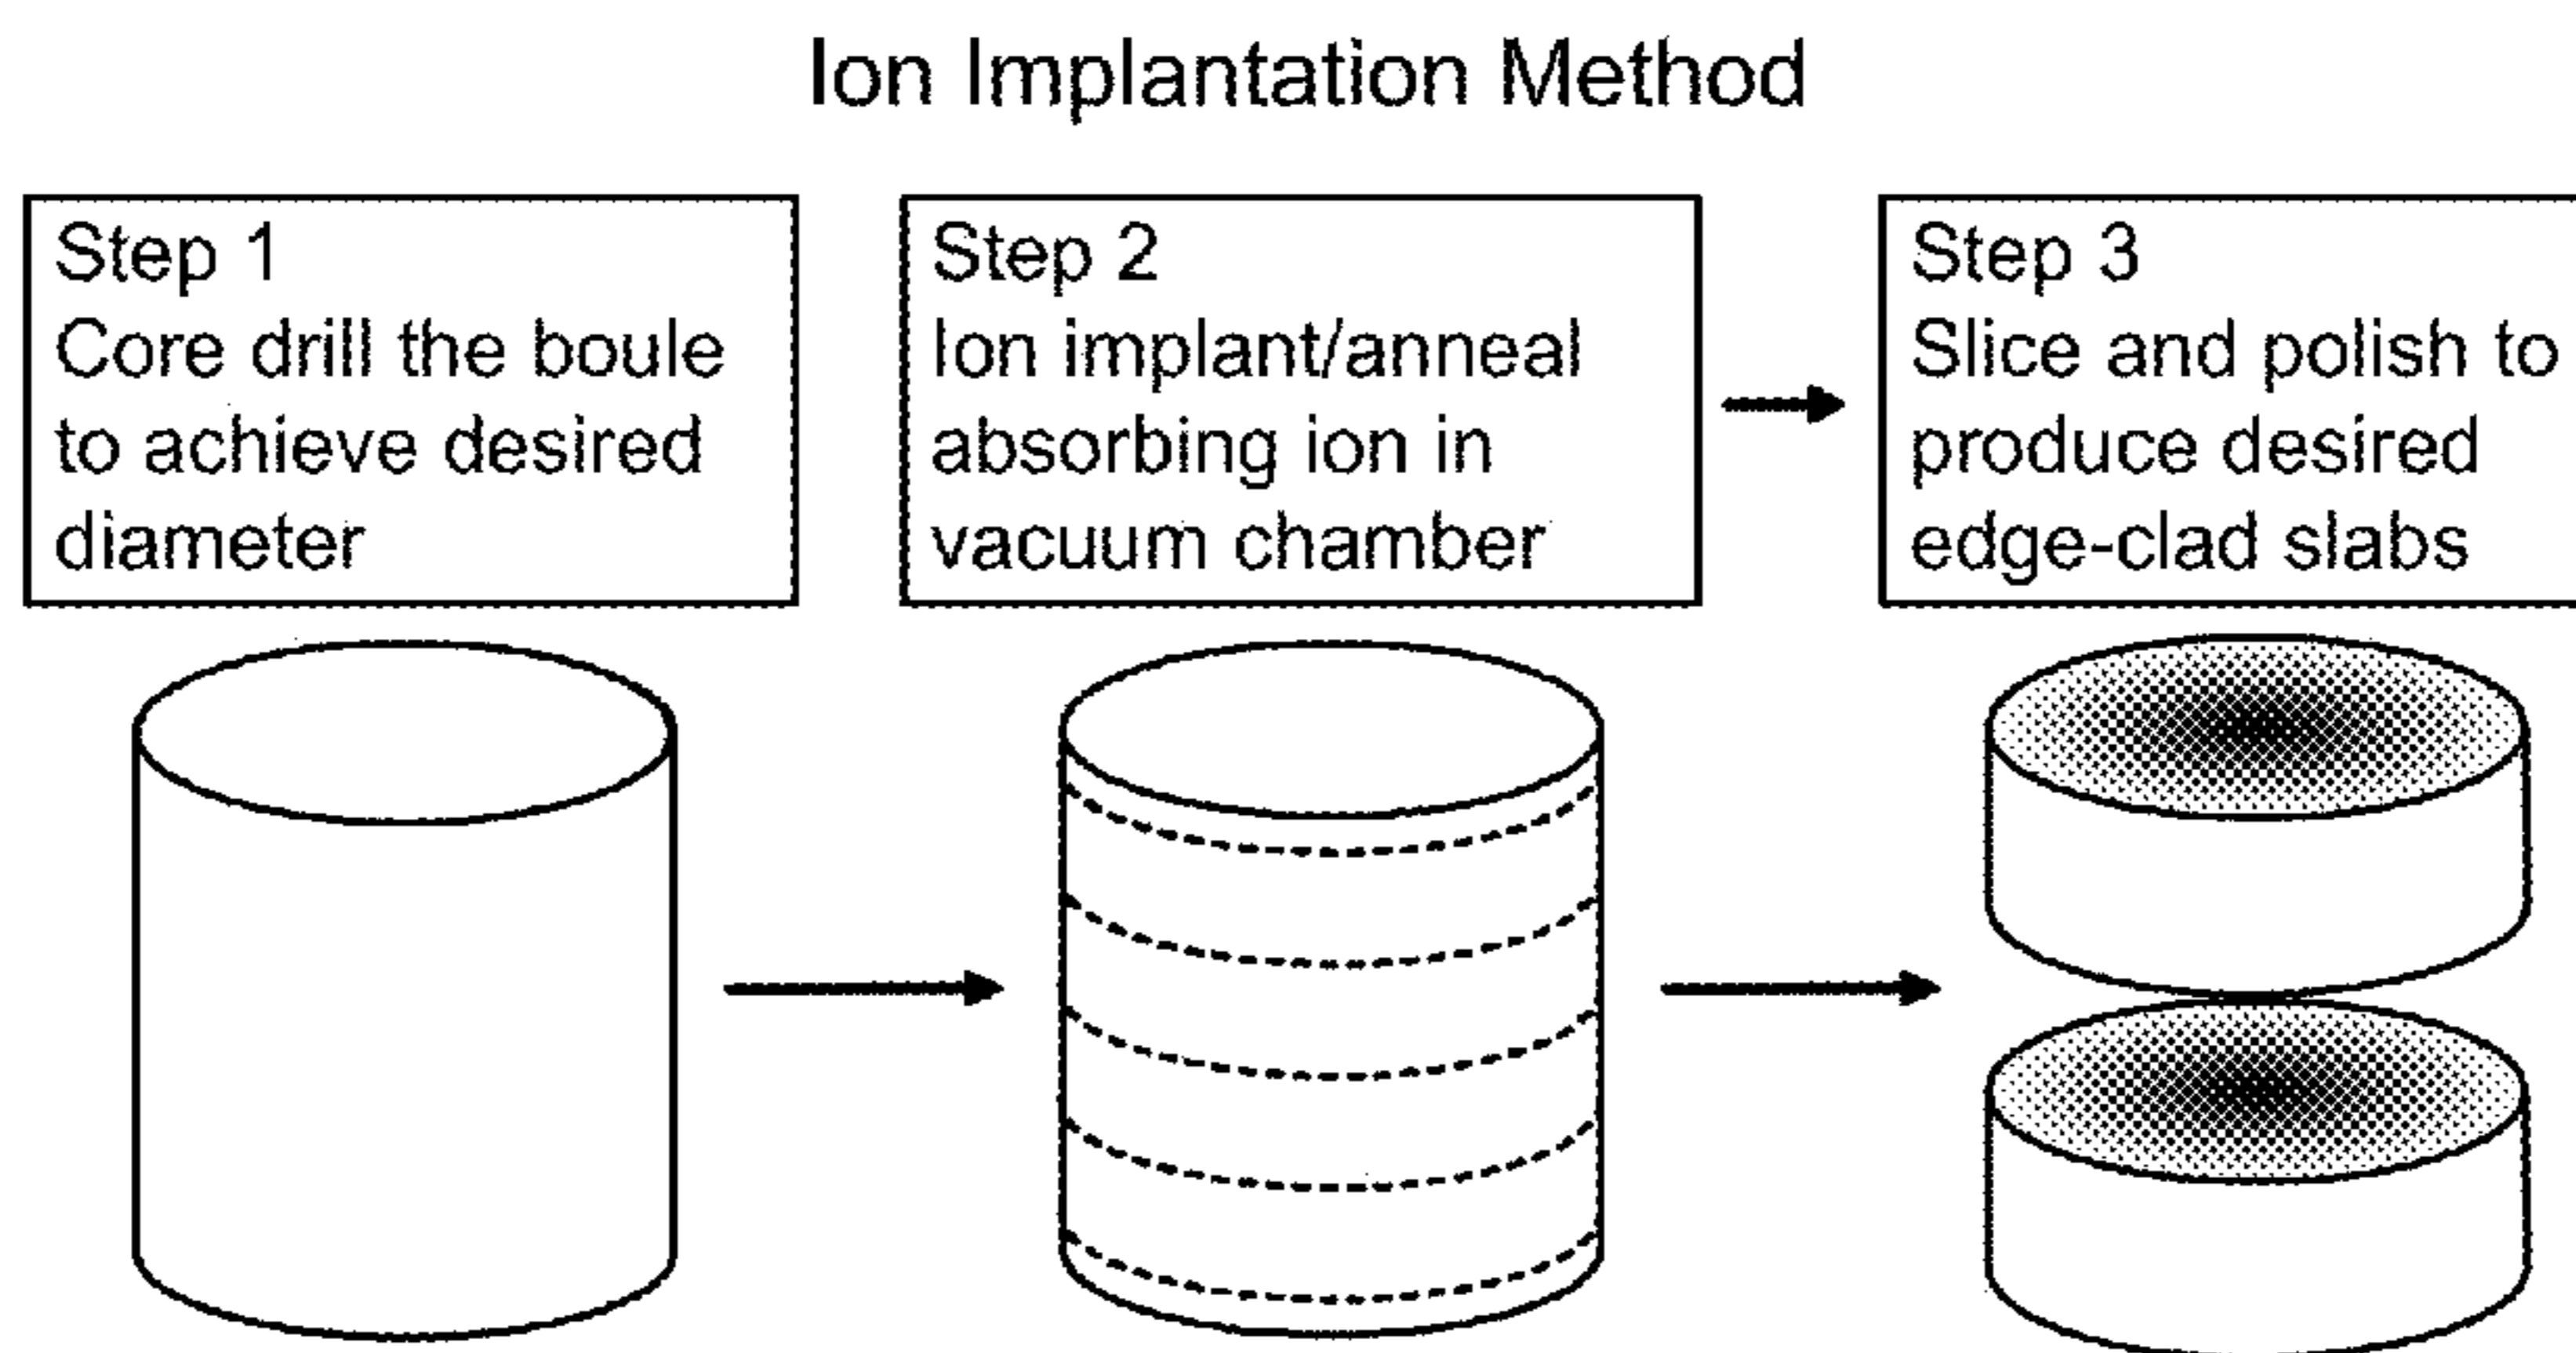 Ion Implantation Method
Step 1
Core drill the boule
to achieve desired
diameter
Step 2
Ion implant/anneal
absorbing ion in
vacuum chamber
Step 3
Slice and polish to
produce desired
edge-clad slabs